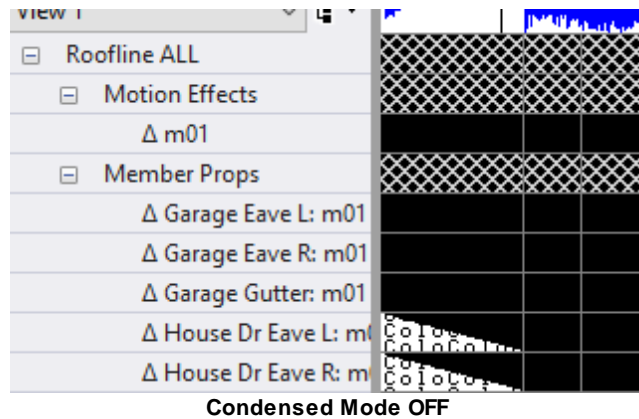 View 1
Roofline ALL
Motion Effects
Δ m01
Member Props
Δ Garage Eave L: m01
Δ Garage Eave R: m01
Δ Garage Gutter: m01
Δ House Dr Eave L: m0
Δ House Dr Eave R: m
Condensed Mode OFF